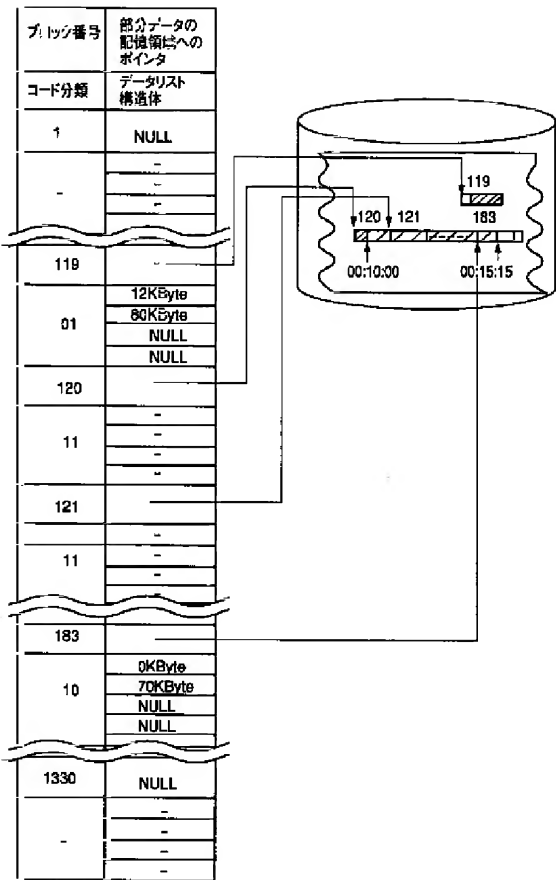 ブロック番号
部分データの
記憶領域への
ポインタ
コード分類
データリスト
構造体
1
NULL
-
-
-
-
119
-
01
12KByte
80KByte
NULL
NULL
120
11
-
-
-
-
121
11
-
-
-
-
183
10
0KByte
70KByte
NULL
NULL
1330
NULL
-
-
-
-
-
119
120
121
183
00:10:00
00:15:15